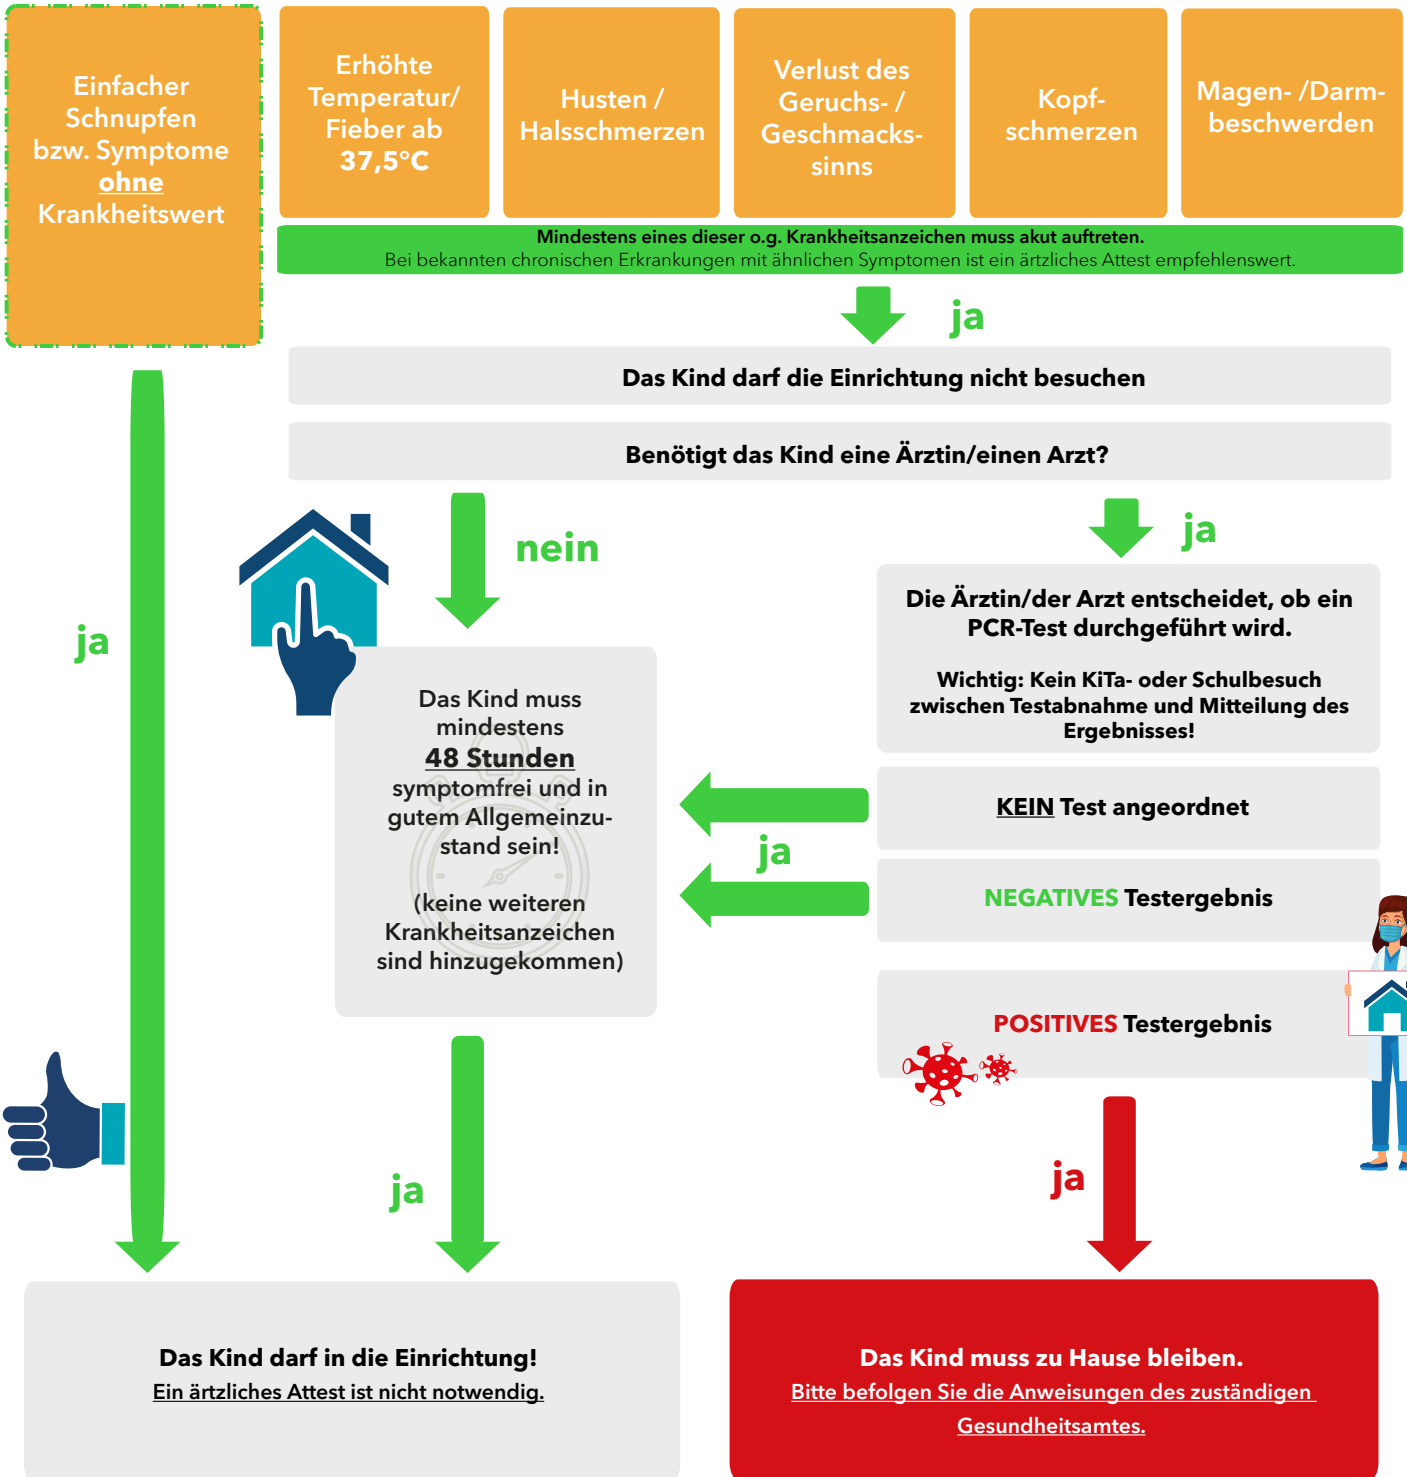 Einfacher
Schnupfen
bzw. Symptome
ohne
Krankheitswert
Erhöhte
Temperatur/
Fieber ab
37,5°C
Husten /
Halsschmerzen
Verlust des
Geruchs- /
Geschmacks-
sinns
Kopf-
schmerzen
Magen- /Darm-
beschwerden
Mindestens eines dieser o.g. Krankheitsanzeichen muss akut auftreten.
Bei bekannten chronischen Erkrankungen mit ähnlichen Symptomen ist ein ärtzliches Attest empfehlenswert.
ja
Das Kind darf die Einrichtung nicht besuchen
Benötigt das Kind eine Ärztin/einen Arzt?
nein
ja
ja
Die Ärztin/der Arzt entscheidet, ob ein
PCR-Test durchgeführt wird.
Wichtig: Kein KiTa- oder Schulbesuch
zwischen Testabnahme und Mitteilung des
Ergebnisses!
Das Kind muss
mindestens
48 Stunden
symptomfrei und in
gutem Allgemeinzu-
stand sein!
(keine weiteren
Krankheitsanzeichen
sind hinzugekommen)
KEIN Test angeordnet
ja
NEGATIVES Testergebnis
POSITIVES Testergebnis
ja
ja
Das Kind darf in die Einrichtung!
Ein ärtzliches Attest ist nicht notwendig.
Das Kind muss zu Hause bleiben.
Bitte befolgen Sie die Anweisungen des zuständigen
Gesundheitsamtes.